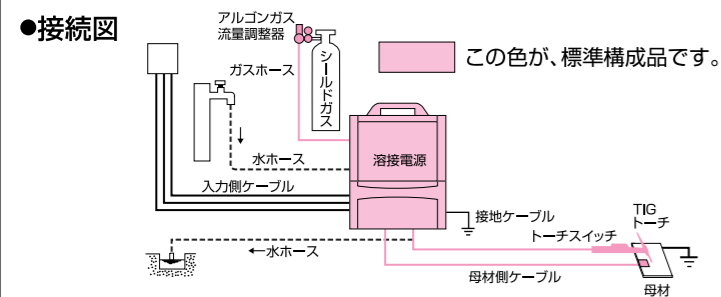 ●接続図
アルゴンガス
流量調整器
ガスホース
シールドガス
この色が、標準構成品です。
水ホース
溶接電源
入力側ケーブル
接地ケーブル
TIG
トーチ
トーチスイッチ
←水ホース
母材側ケーブル
母材